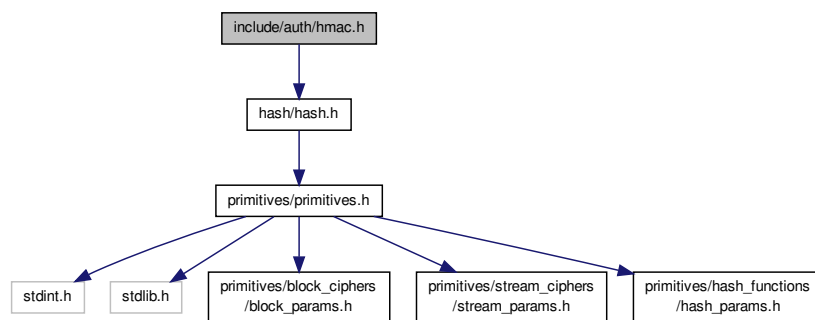 include/auth/hmac.h
hash/hash.h
primitives/primitives.h
stdint.h
stdlib.h
primitives/block_ciphers
/block_params.h
primitives/stream_ciphers
/stream_params.h
primitives/hash_functions
/hash_params.h